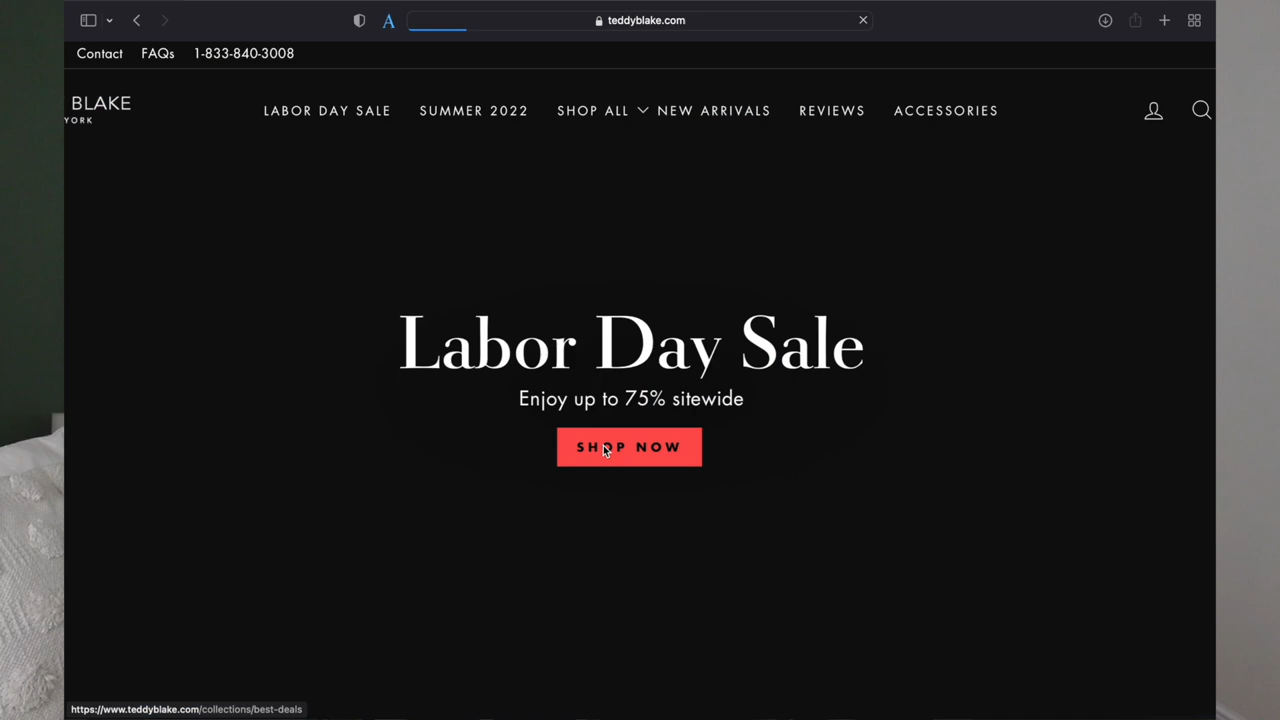 teddyblake.com
Contact FAQs 1-833-840-3008
BLAKE
YORK
LABOR DAY SALE SUMMER 2022 SHOP ALL NEW ARRIVALS REVIEWS ACCESSORIES
Labor Day Sale
Enjoy up to 75% sitewide
SHOP NOW
https://www.teddyblake.com/collections/best-deals